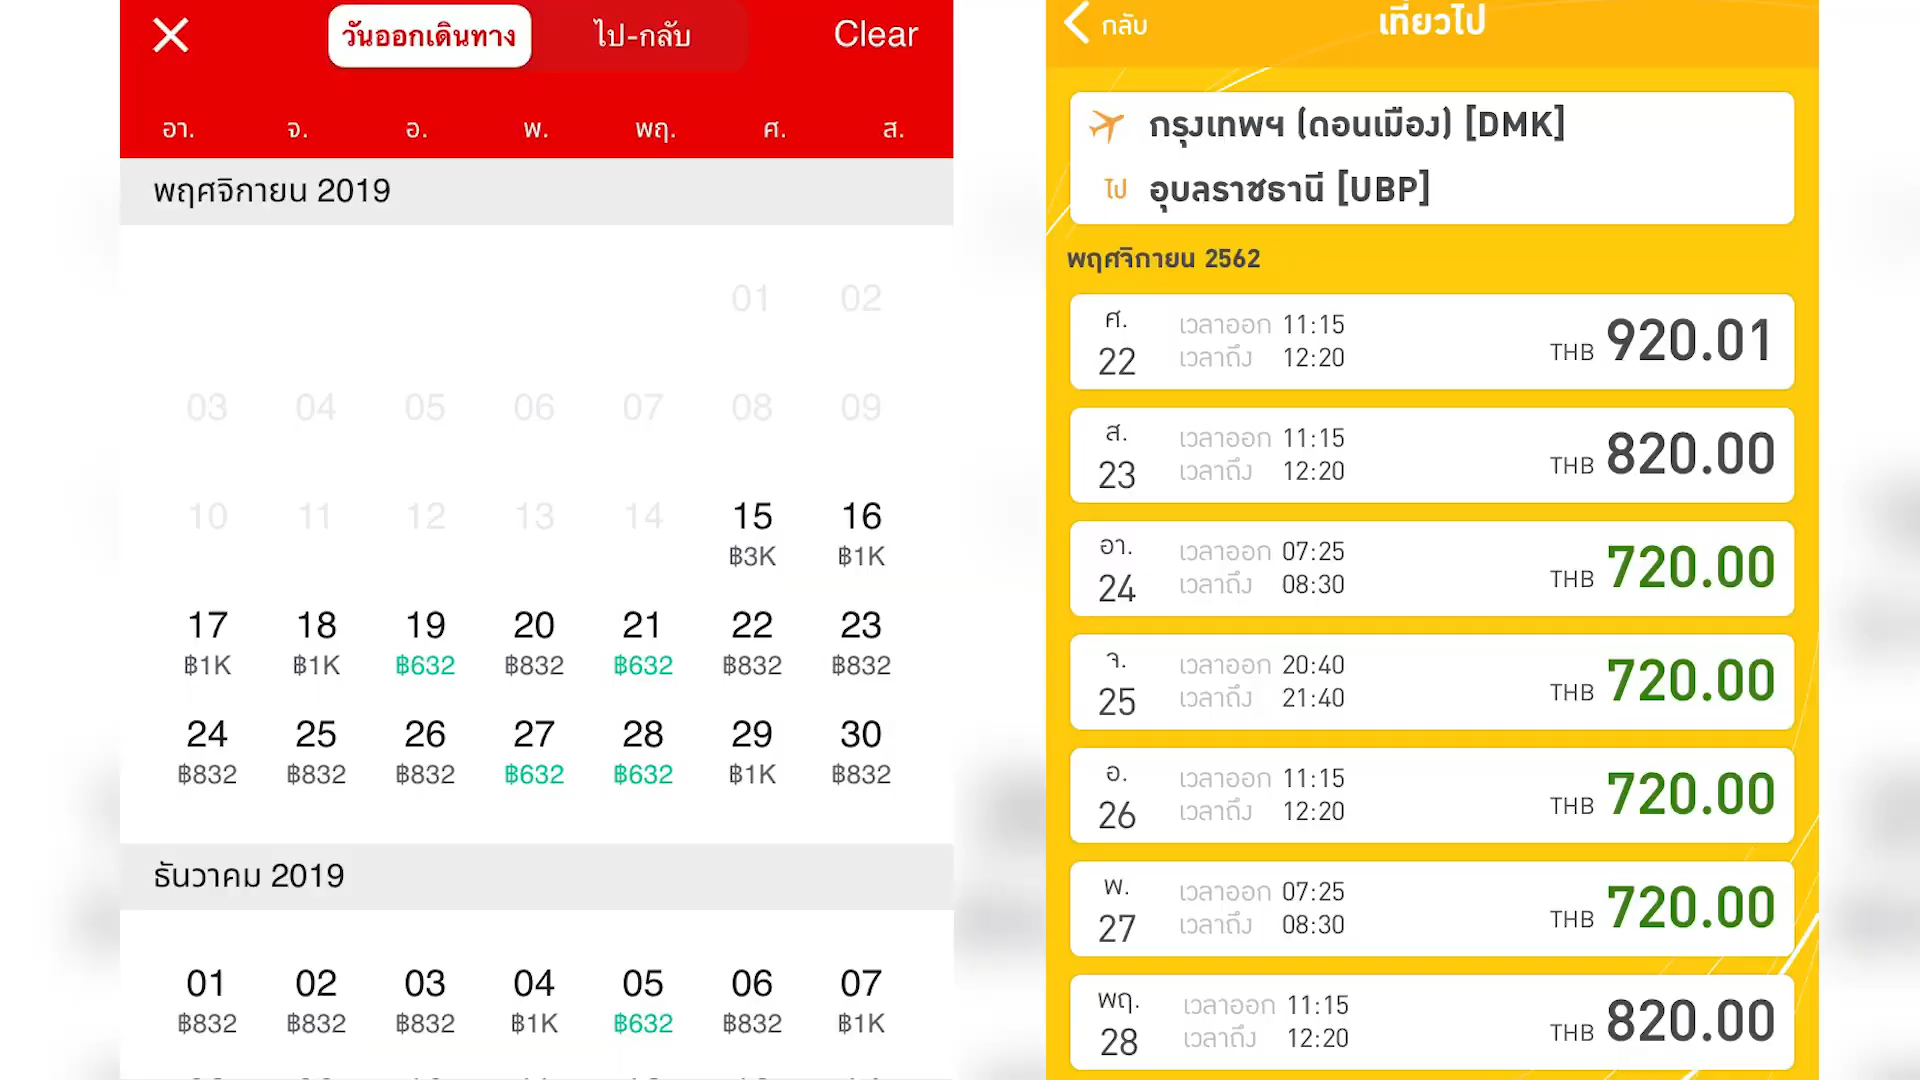 วันออกเดินทาง ไป-กลับ Clear
อา. จ. อ. พ. พฤ. ศ. ส.
พฤศจิกายน 2019
01 02
03 04 05 06 07 08 09
10 11 12 13 14 15 16
฿3K ฿1K
17 18 19 20 21 22 23
฿1K ฿1K ฿632 ฿832 ฿632 ฿832 ฿832
24 25 26 27 28 29 30
฿832 ฿832 ฿832 ฿632 ฿632 ฿1K ฿832
ธันวาคม 2019
01 02 03 04 05 06 07
฿832 ฿832 ฿832 ฿1K ฿632 ฿832 ฿1K
กลับ เที่ยวไป
กรุงเทพฯ (ดอนเมือง) [DMK]
ไป อุบลราชธานี [UBP]
พฤศจิกายน 2562
ศ. 22 เวลาออก 11:15 THB 920.01
เวลาถึง 12:20
ส. 23 เวลาออก 11:15 THB 820.00
เวลาถึง 12:20
อา. 24 เวลาออก 07:25 THB 720.00
เวลาถึง 08:30
จ. 25 เวลาออก 20:40 THB 720.00
เวลาถึง 21:40
อ. 26 เวลาออก 11:15 THB 720.00
เวลาถึง 12:20
พ. 27 เวลาออก 07:25 THB 720.00
เวลาถึง 08:30
พฤ. 28 เวลาออก 11:15 THB 820.00
เวลาถึง 12:20